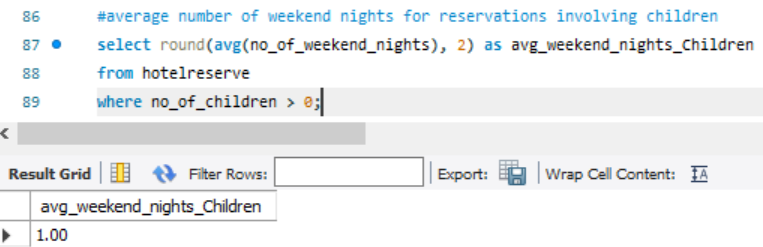 86 #average number of weekend nights for reservations involving children
87 select round(avg(no_of_weekend_nights), 2) as avg_weekend_nights_Children
88 from hotelreserve
89 where no_of_children > 0;
Result Grid Filter Rows: Export: Wrap Cell Content: IA
avg_weekend_nights_Children
1.00